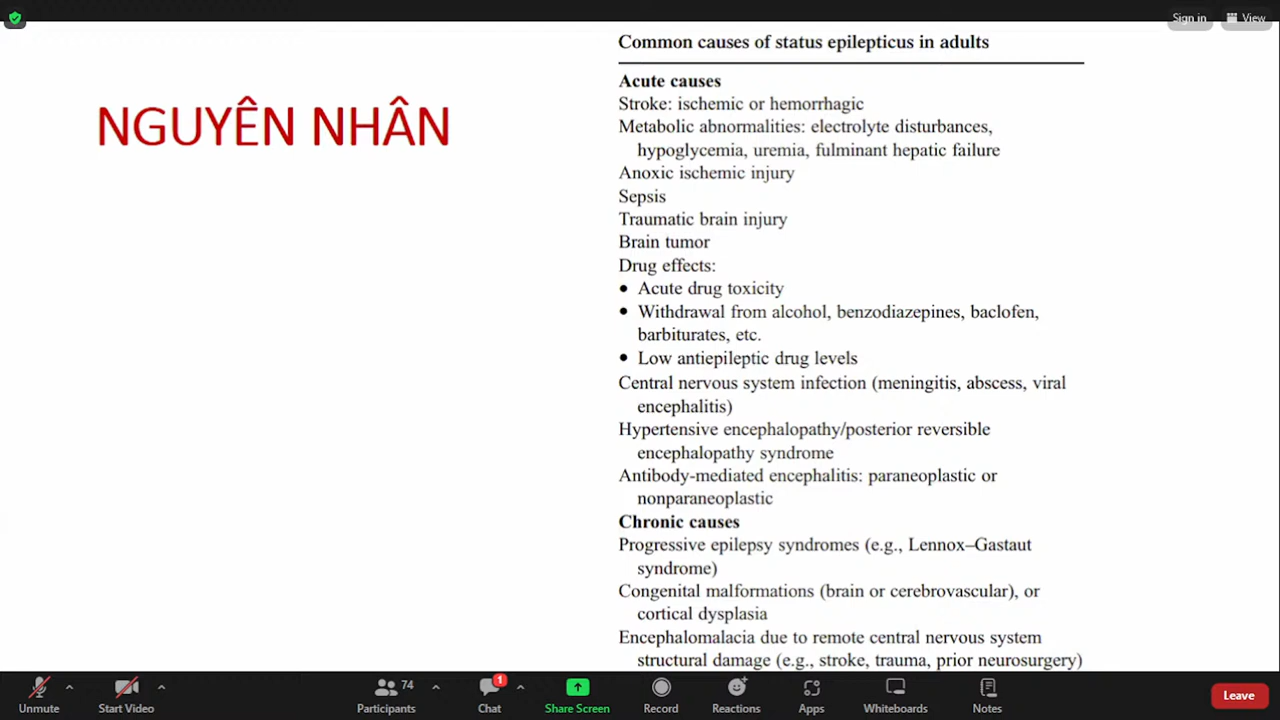 Sign in
View
NGUYÊN NHÂN
Common causes of status epilepticus in adults
Acute causes
Stroke: ischemic or hemorrhagic
Metabolic abnormalities: electrolyte disturbances,
hypoglycemia, uremia, fulminant hepatic failure
Anoxic ischemic injury
Sepsis
Traumatic brain injury
Brain tumor
Drug effects:
• Acute drug toxicity
• Withdrawal from alcohol, benzodiazepines, baclofen,
barbiturates, etc.
• Low antiepileptic drug levels
Central nervous system infection (meningitis, abscess, viral
encephalitis)
Hypertensive encephalopathy/posterior reversible
encephalopathy syndrome
Antibody-mediated encephalitis: paraneoplastic or
nonparaneoplastic
Chronic causes
Progressive epilepsy syndromes (e.g., Lennox–Gastaut
syndrome)
Congenital malformations (brain or cerebrovascular), or
cortical dysplasia
Encephalomalacia due to remote central nervous system
structural damage (e.g., stroke, trauma, prior neurosurgery)
74
1
Unmute
Start Video
Participants
Chat
Share Screen
Record
Reactions
Apps
Whiteboards
Notes
Leave